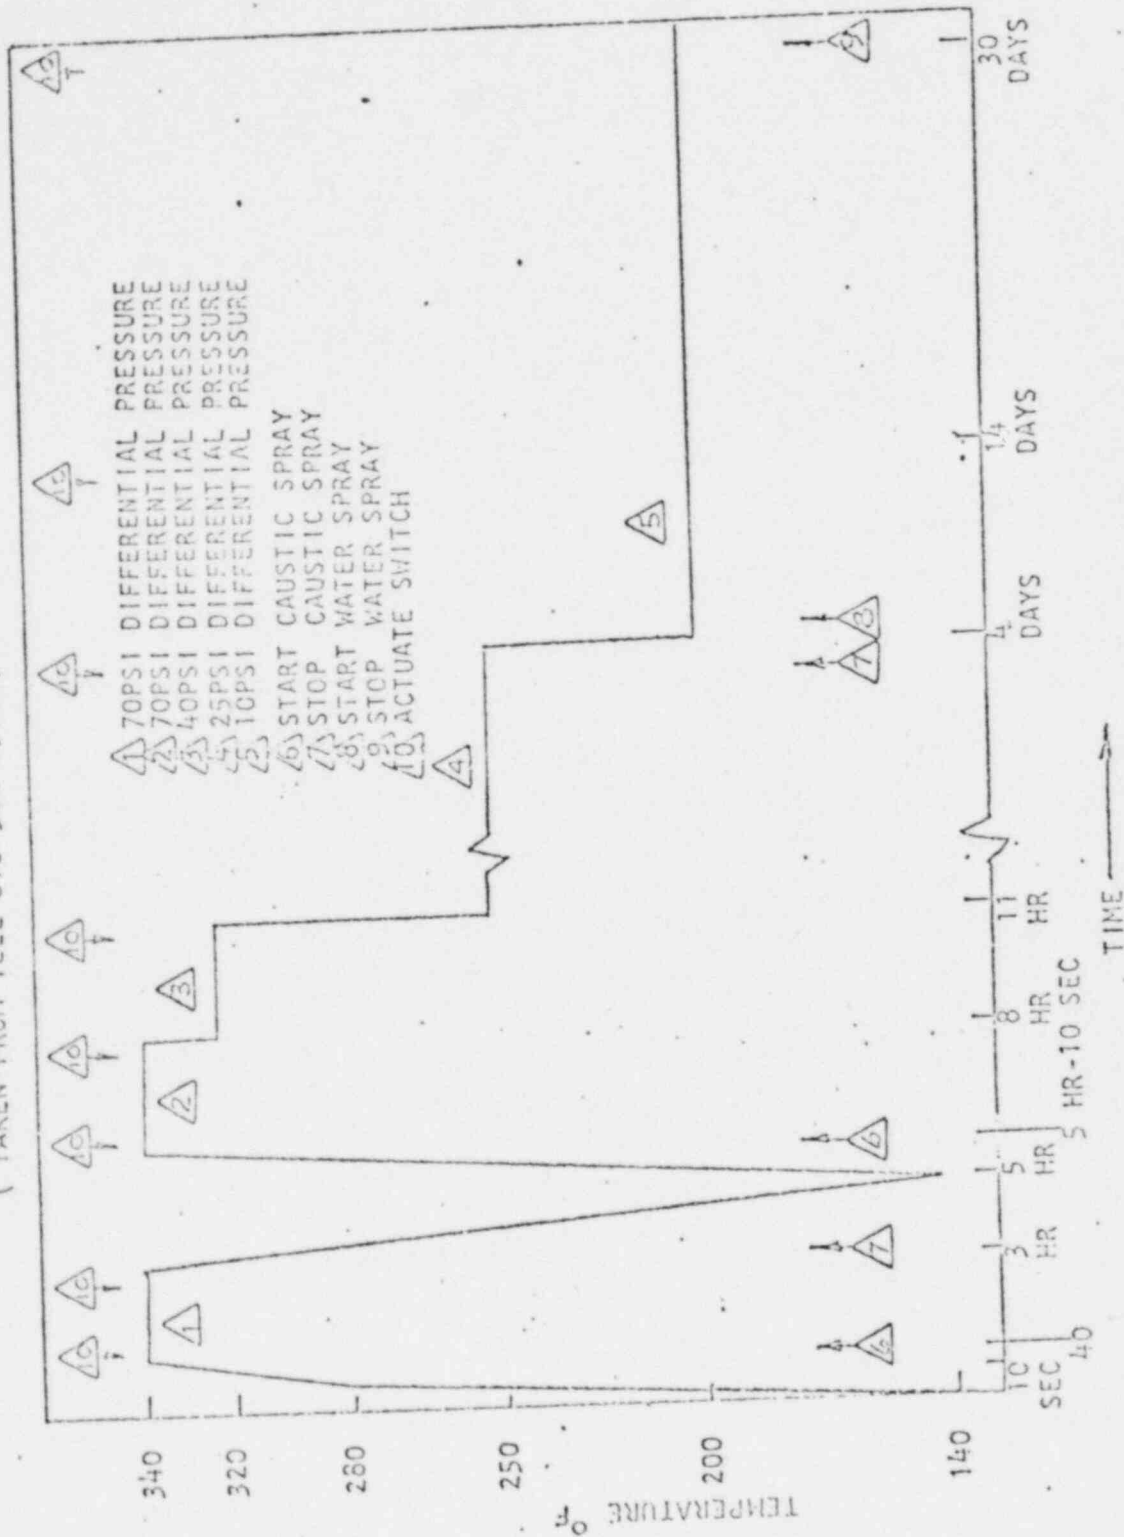 340
320
280
250
200
140
TEMPERATURE
°F
10
10
10
10
10
10
10
10
1
2
3
4
5
1 70PSI DIFFERENTIAL PRESSURE
2 70PSI DIFFERENTIAL PRESSURE
3 40PSI DIFFERENTIAL PRESSURE
4 25PSI DIFFERENTIAL PRESSURE
5 10PSI DIFFERENTIAL PRESSURE
6 START CAUSTIC SPRAY
7 STOP CAUSTIC SPRAY
8 START WATER SPRAY
9 STOP WATER SPRAY
10 ACTUATE SWITCH
6
7
6
7
8
9
10
SEC
40
3
HR
5
HR
5 HR-10 SEC
8
HR
11
HR
4
DAYS
14
DAYS
30
DAYS
TIME